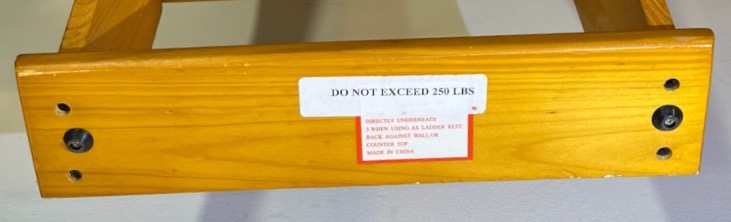 DO NOT EXCEED 250 LBS
DIRECTLY UNDERNEATH
3 WHEN USING AS LADDER REST
BACK AGAINST WALL OR
COUNTER TOP
MADE IN CHINA